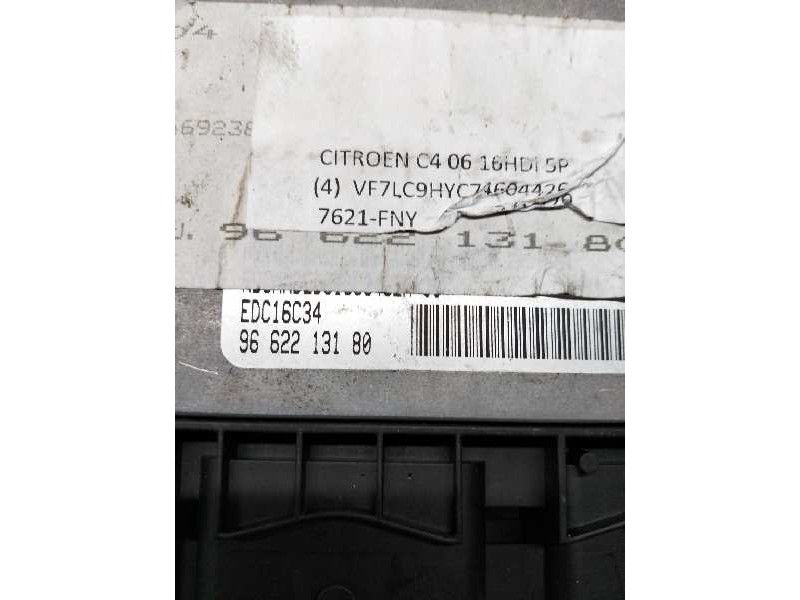 CITROEN C4 06 16HDI 5P
(4) VF7LC9HYC74604425
7621-FNY
96 622 131 80
EDC16C34
96 622 131 80